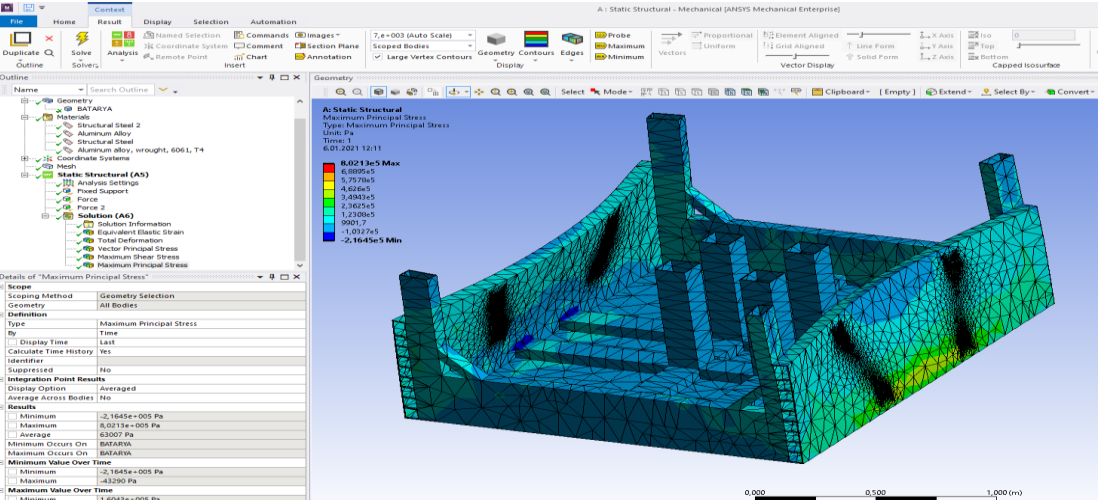 Context
A : Static Structural - Mechanical [ANSYS Mechanical Enterprise]
File Home Result Display Selection Automation
Duplicate
Outline
Solve
Solvers
Analysis
Named Selection
Coordinate System
Remote Point
Commands
Comment
Chart
Images
Section Plane
Annotation
Insert
7,e+003 (Auto Scale)
Scoped Bodies
Large Vertex Contours
Geometry Contours Edges
Display
Probe
Maximum
Minimum
Vectors
Proportional
Uniform
Element Aligned
Grid Aligned
Line Form
Solid Form
X Axis
Y Axis
Z Axis
Vector Display
Iso 0
Top
Bottom
Capped Isosurface
Outline
Name Search Outline
Geometry
BATARYA
Materials
Structural Steel 2
Aluminum Alloy
Structural Steel
Aluminum alloy, wrought, 6061, T4
Coordinate Systems
Mesh
Static Structural (A5)
Analysis Settings
Fixed Support
Force
Force 2
Solution (A6)
Solution Information
Equivalent Elastic Strain
Total Deformation
Vector Principal Stress
Maximum Shear Stress
Maximum Principal Stress
Details of "Maximum Principal Stress"
Scope
Scoping Method Geometry Selection
Geometry All Bodies
Definition
Type Maximum Principal Stress
By Time
Display Time Last
Calculate Time History Yes
Identifier
Suppressed No
Integration Point Results
Display Option Averaged
Average Across Bodies No
Results
Minimum -2,1645e+005 Pa
Maximum 8,0213e+005 Pa
Average 63007 Pa
Minimum Occurs On BATARYA
Maximum Occurs On BATARYA
Minimum Value Over Time
Minimum -2,1645e+005 Pa
Maximum -43290 Pa
Maximum Value Over Time
Minimum 1,6043e+005 Pa
Geometry
Select Mode Clipboard [ Empty ] Extend Select By Convert
A: Static Structural
Maximum Principal Stress
Type: Maximum Principal Stress
Unit: Pa
Time: 1
6.01.2021 12:11
8,0213e5 Max
6,8895e5
5,7578e5
4,626e5
3,4943e5
2,3625e5
1,2308e5
9901,7
-1,0327e5
-2,1645e5 Min
0,000 0,500 1,000 (m)